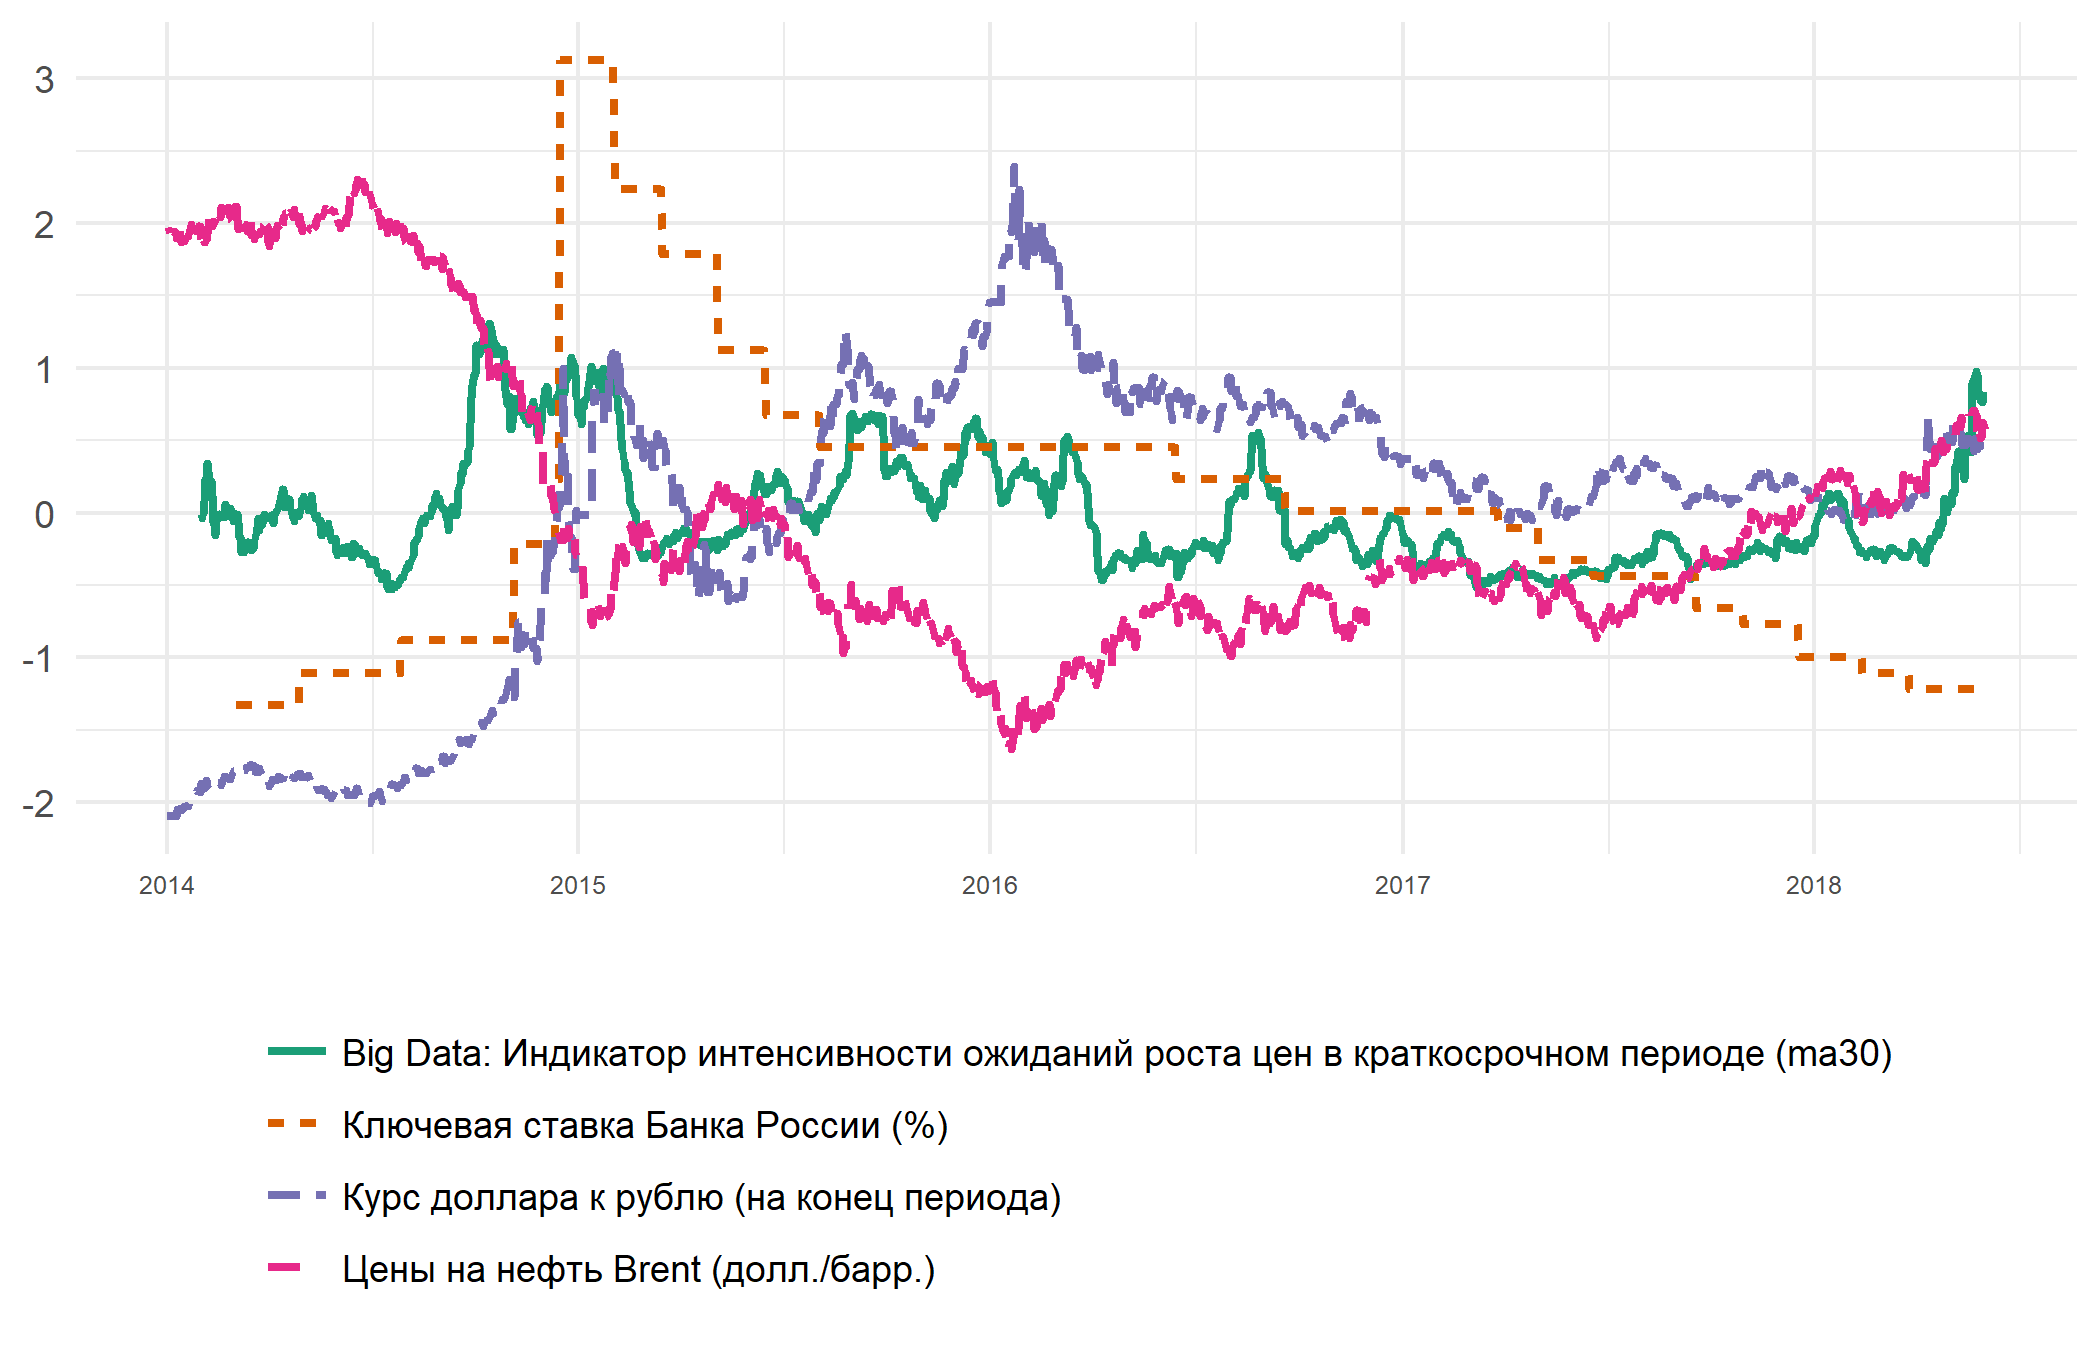 3
2
1
0
-1
-2
2014 2015 2016 2017 2018
Big Data: Индикатор интенсивности ожиданий роста цен в краткосрочном периоде (ma30)
Ключевая ставка Банка России (%)
Курс доллара к рублю (на конец периода)
Цены на нефть Brent (долл./барр.)